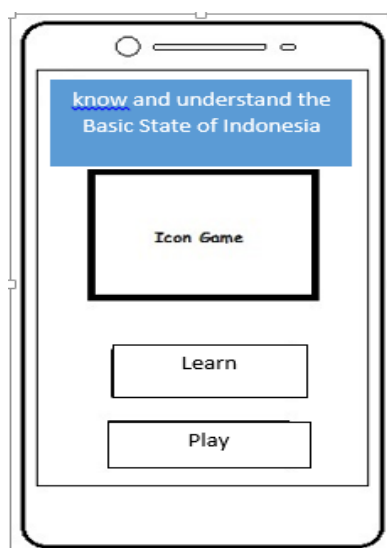 know and understand the
Basic State of Indonesia
Icon Game
Learn
Play